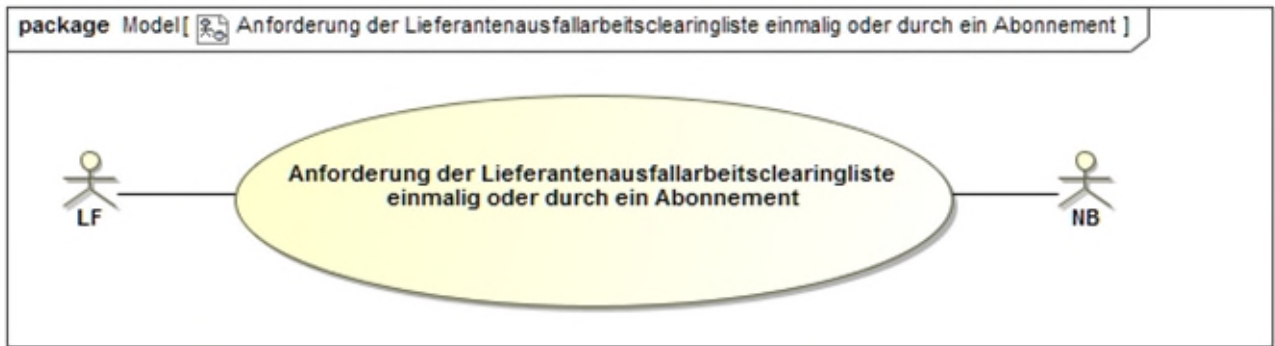 package Model[ Anforderung der Lieferantenausfallarbeitsclearingliste einmalig oder durch ein Abonnement ]
Anforderung der Lieferantenausfallarbeitsclearingliste
einmalig oder durch ein Abonnement
LF
NB